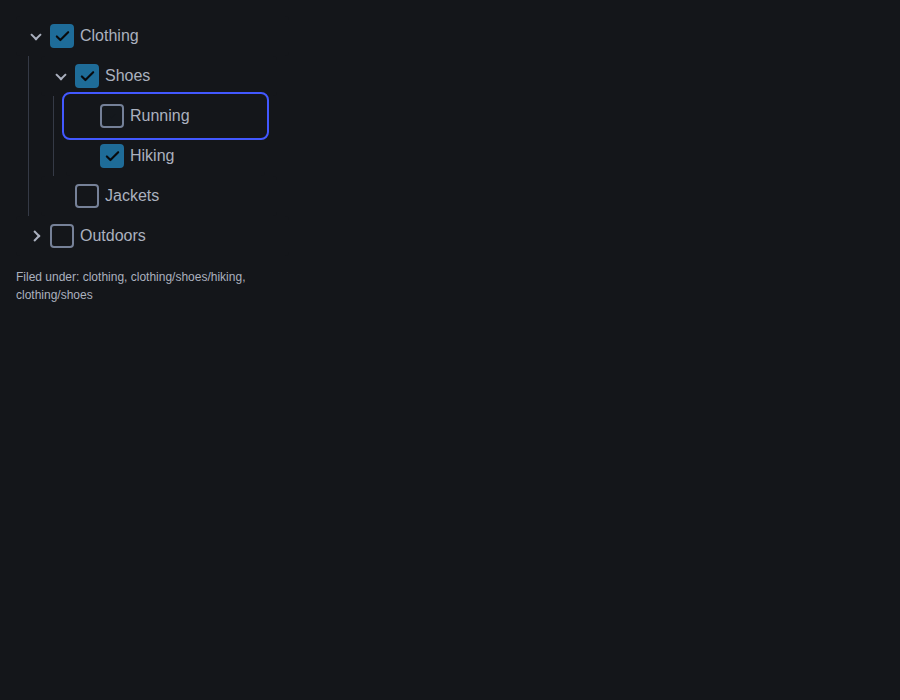 Clothing
Shoes
Running
Hiking
Jackets
Outdoors
Filed under: clothing, clothing/shoes/hiking,
clothing/shoes